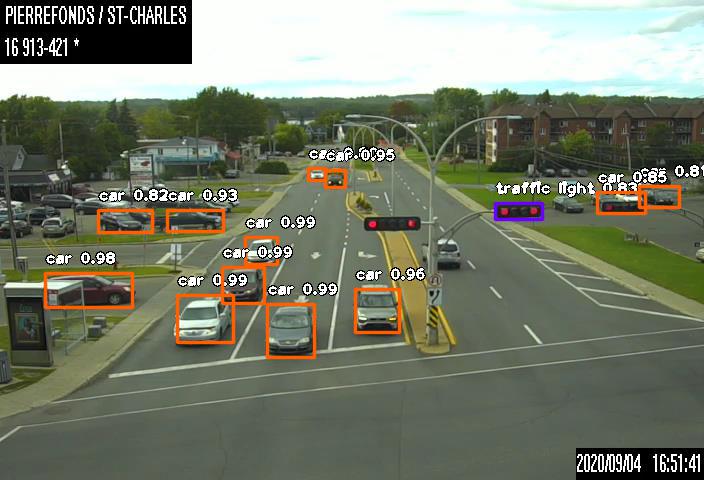 PIERREFONDS / ST-CHARLES
16 913-421 *
car 0.95
car 0.82
car 0.93
traffic light 0.83
car 0.85
car 0.99
car 0.99
car 0.98
car 0.99
car 0.99
car 0.96
2020/09/04 16:51:41